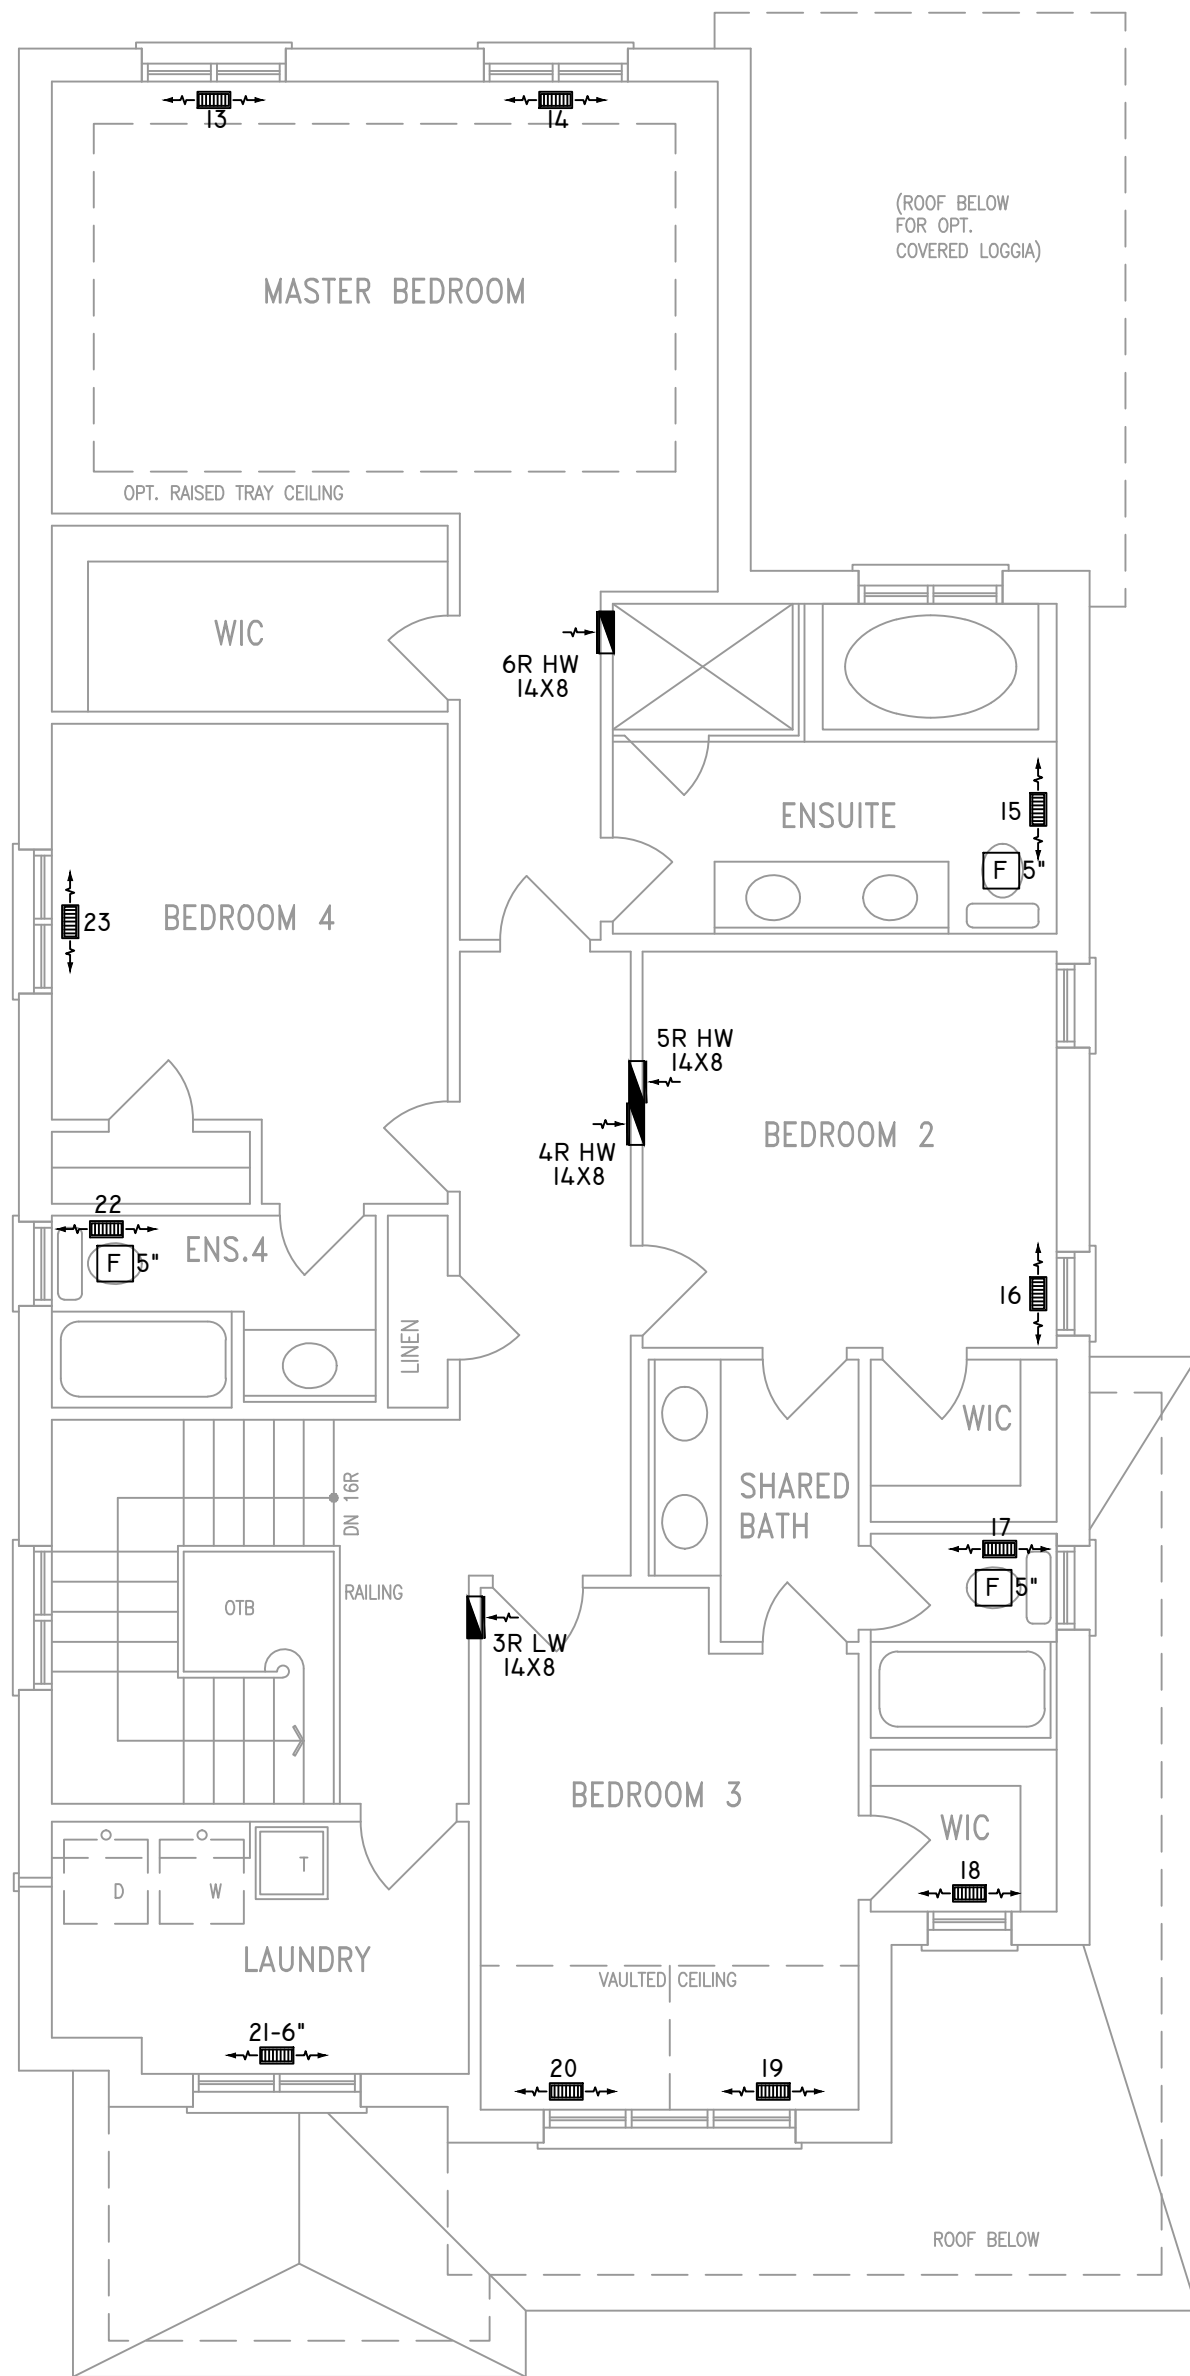 13
14
(ROOF BELOW
FOR OPT.
COVERED LOGGIA)
MASTER BEDROOM
OPT. RAISED TRAY CEILING
WIC
6R HW
14X8
ENSUITE
15
F 5"
BEDROOM 4
23
5R HW
14X8
BEDROOM 2
4R HW
14X8
22
F 5"
ENS.4
16
LINEN
WIC
SHARED
BATH
DN 16R
17
F 5"
RAILING
OTB
3R LW
14X8
BEDROOM 3
WIC
18
T
D
W
LAUNDRY
VAULTED CEILING
21-6"
20
19
ROOF BELOW